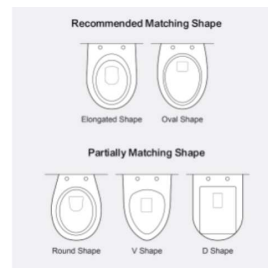 Recommended Matching Shape
Elongated Shape Oval Shape
Partially Matching Shape
Round Shape V Shape D Shape